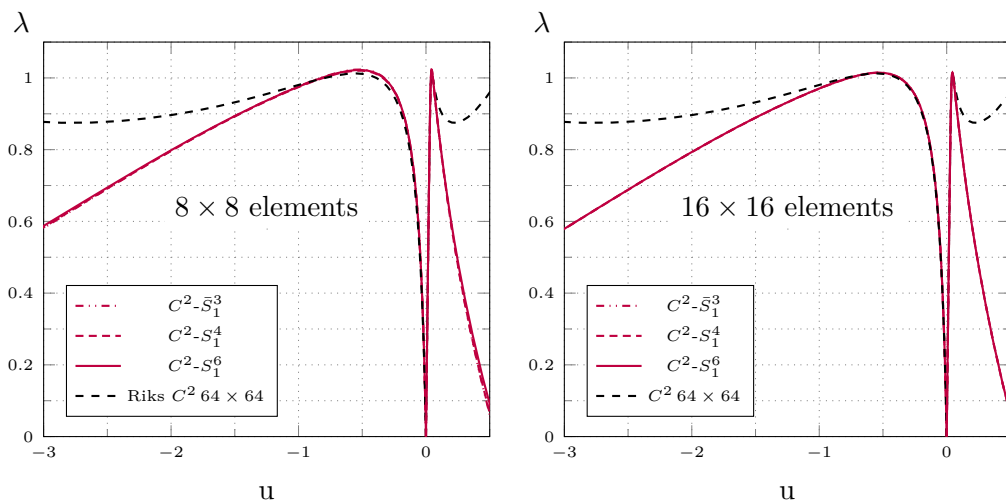 λ
1
0.8
0.6
0.4
0.2
0
−3
−2
−1
0
u
8 × 8 elements
C²-S̄₁³
C²-S₁⁴
C²-S₁⁶
Riks C² 64 × 64
λ
1
0.8
0.6
0.4
0.2
0
−3
−2
−1
0
u
16 × 16 elements
C²-S̄₁³
C²-S₁⁴
C²-S₁⁶
C² 64 × 64